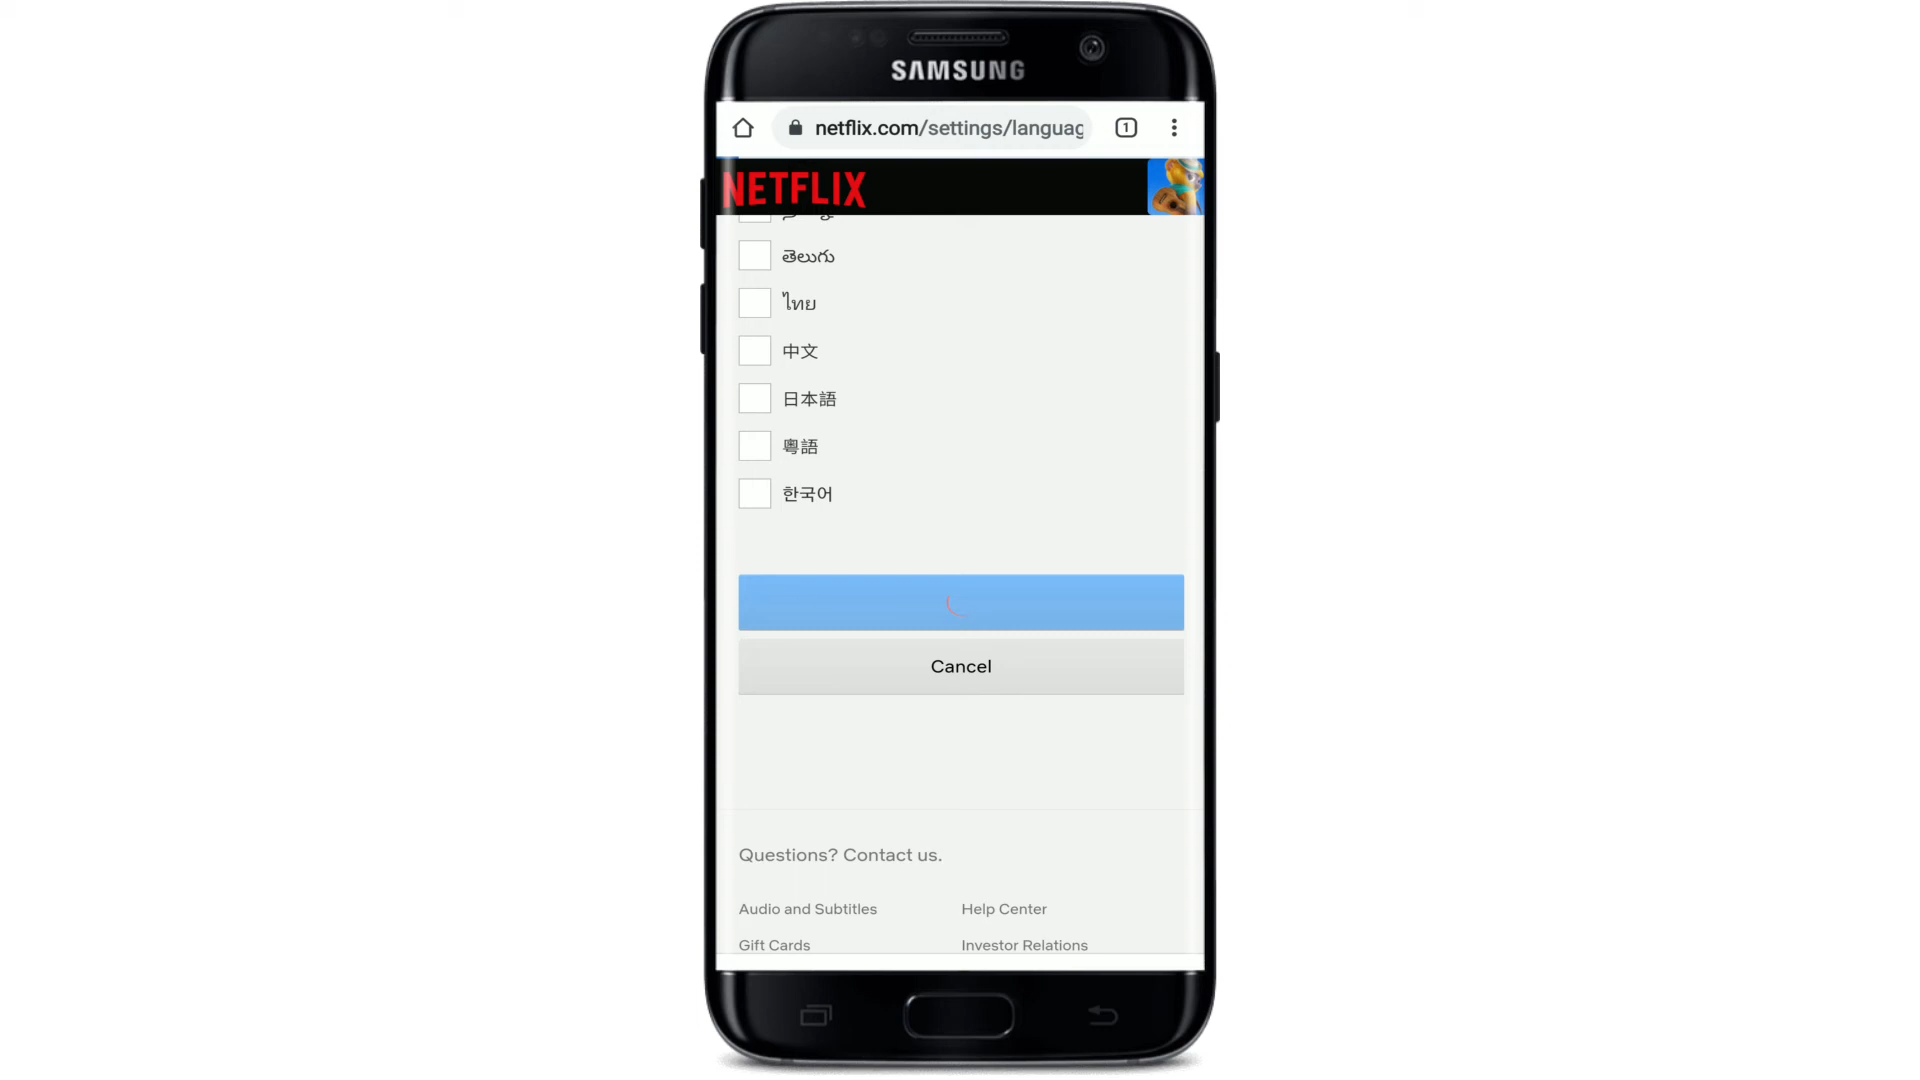 SAMSUNG
netflix.com/settings/languag
1
NETFLIX
తెలుగు
ไทย
中文
日本語
粵語
한국어
Cancel
Questions? Contact us.
Audio and Subtitles
Help Center
Gift Cards
Investor Relations